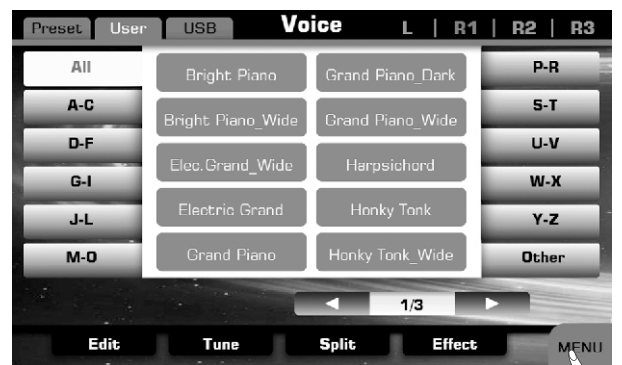 Preset User USB Voice L | R1 | R2 | R3
All Bright Piano Grand Piano_Dark P-R
A-C Bright Piano_Wide Grand Piano_Wide S-T
D-F Elec.Grand_Wide Harpsichord U-V
G-I Electric Grand Honky Tonk W-X
J-L Grand Piano Honky Tonk_Wide Y-Z
M-O Other
1/3
Edit Tune Split Effect MENU